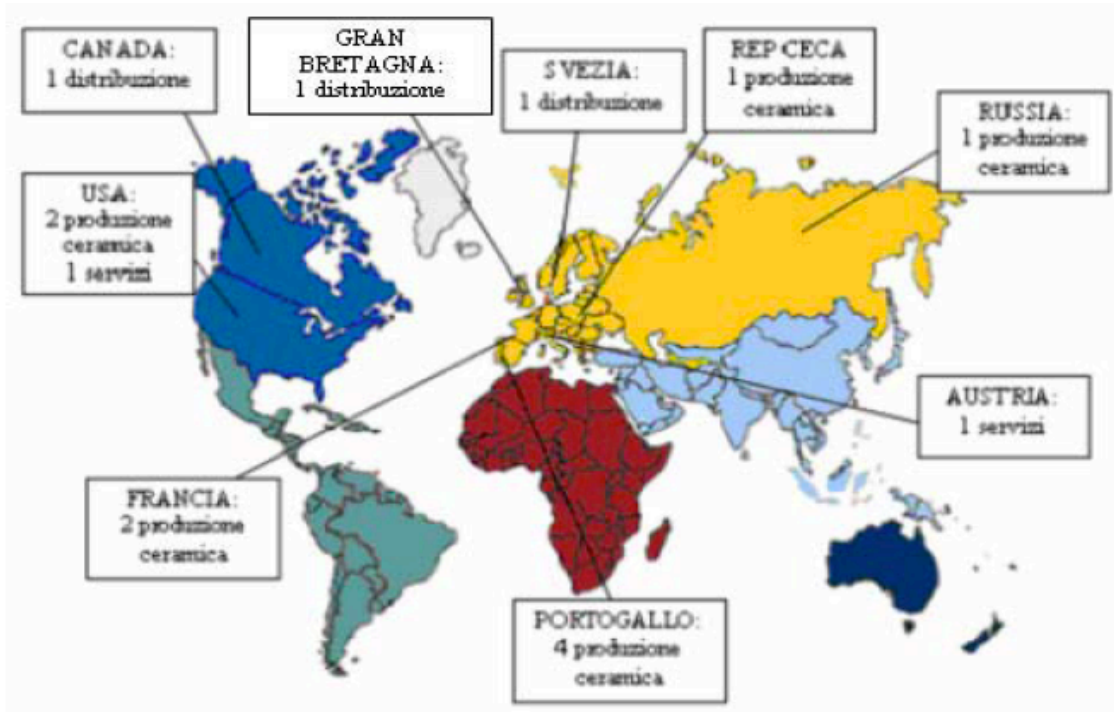 CANADA:
1 distribuzione
GRAN
BRETAGNA:
1 distribuzione
SVEZIA:
1 distribuzione
REP CECA
1 produzione
ceramica
RUSSIA:
1 produzione
ceramica
USA:
2 produzione
ceramica
1 servizi
AUSTRIA:
1 servizi
FRANCIA:
2 produzione
ceramica
PORTOGALLO:
4 produzione
ceramica